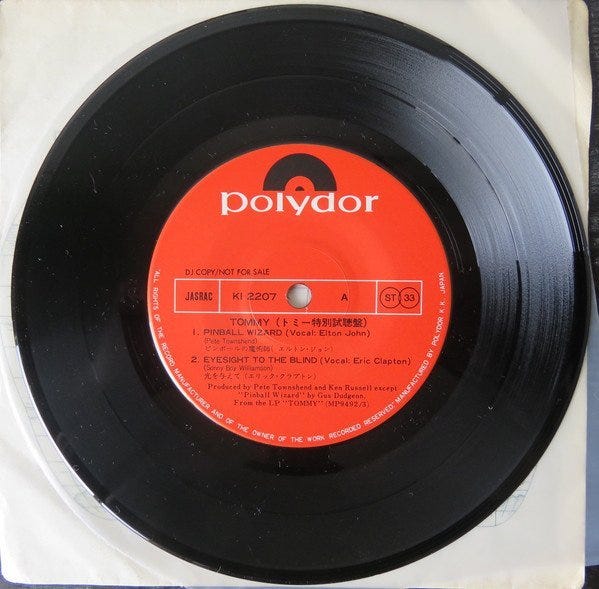 polydor
DJ COPY/NOT FOR SALE
JASRAC KI 2207 A ST 33
TOMMY (トミー特別試聴盤)
1. PINBALL WIZARD (Vocal: Elton John)
(Pete Townshend)
ピンボールの魔術師(エルトン・ジョン)
2. EYESIGHT TO THE BLIND (Vocal: Eric Clapton)
(Sonny Boy Williamson)
光を与えて(エリック・クラプトン)
Produced by Pete Townshend and Ken Russell except
"Pinball Wizard" by Gus Dudgeon.
From the LP "TOMMY" (MP9492/3)
ALL RIGHTS OF THE RECORD MANUFACTURER AND OF THE OWNER OF THE WORK RECORDED RESERVED · MANUFACTURED BY POLYDOR K.K. JAPAN